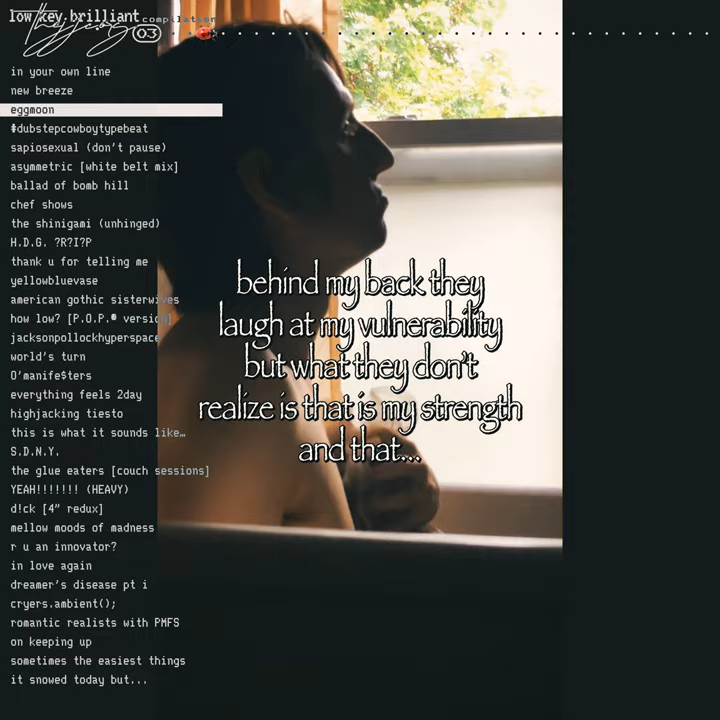 low key brilliant
compilation
theycos
03
in your own line
new breeze
eggmoon
#dubstepcowboytypebeat
sapiosexual (don't pause)
asymmetric [white belt mix]
ballad of bomb hill
chef shows
the shinigami (unhinged)
H.D.G. ?R?I?P
thank u for telling me
yellowbluevase
american gothic sisterwives
how low? [P.O.P.® version]
jacksonpollockhyperspace
world's turn
O'manife$ters
everything feels 2day
highjacking tiesto
this is what it sounds like…
S.D.N.Y.
the glue eaters [couch sessions]
YEAH!!!!!!! (HEAVY)
d!ck [4" redux]
mellow moods of madness
r u an innovator?
in love again
dreamer's disease pt i
cryers.ambient();
romantic realists with PMFS
on keeping up
sometimes the easiest things
it snowed today but...
behind my back they
laugh at my vulnerability
but what they don't
realize is that is my strength
and that...